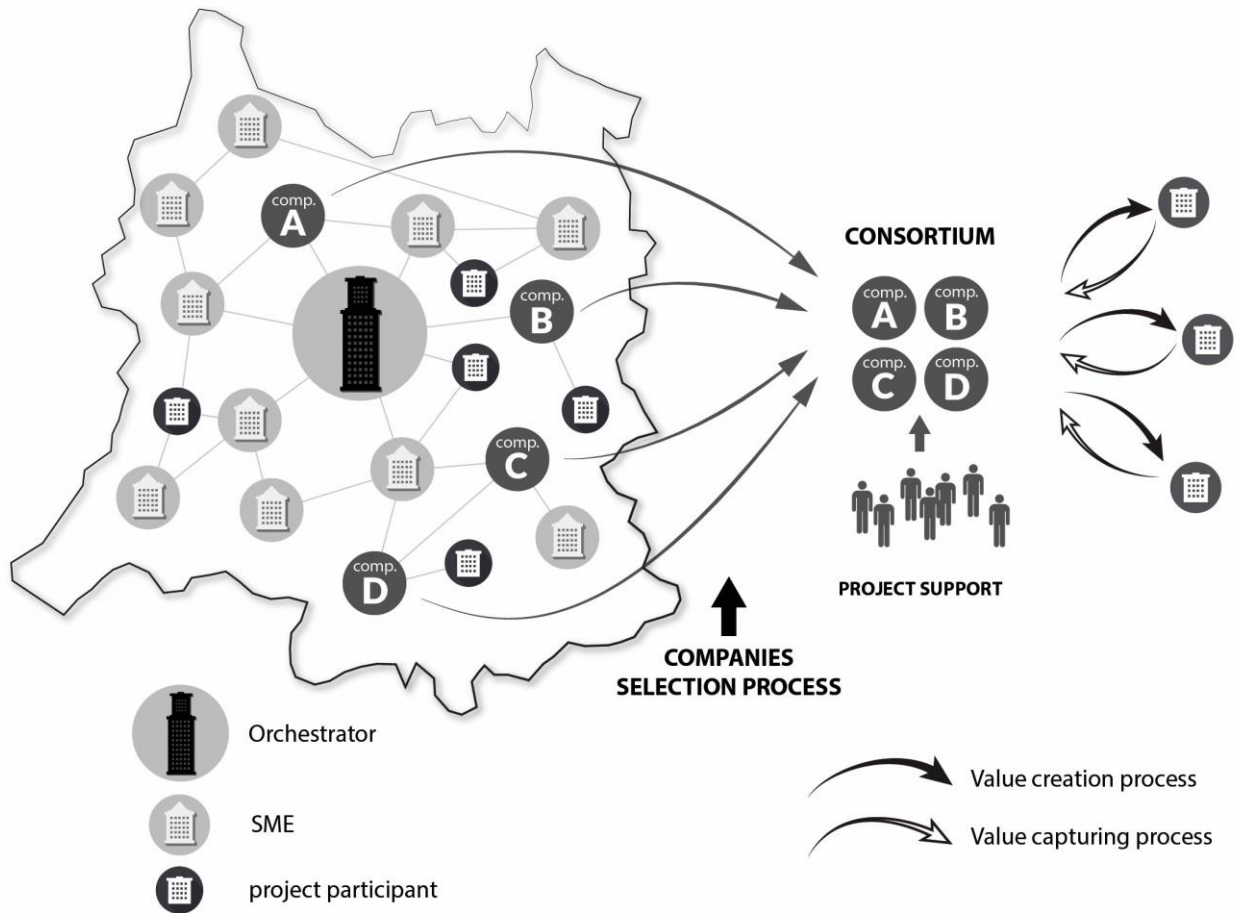 comp.
A
comp.
B
comp.
C
comp.
D
CONSORTIUM
comp.
A
comp.
B
comp.
C
comp.
D
PROJECT SUPPORT
COMPANIES
SELECTION PROCESS
Orchestrator
SME
project participant
Value creation process
Value capturing process